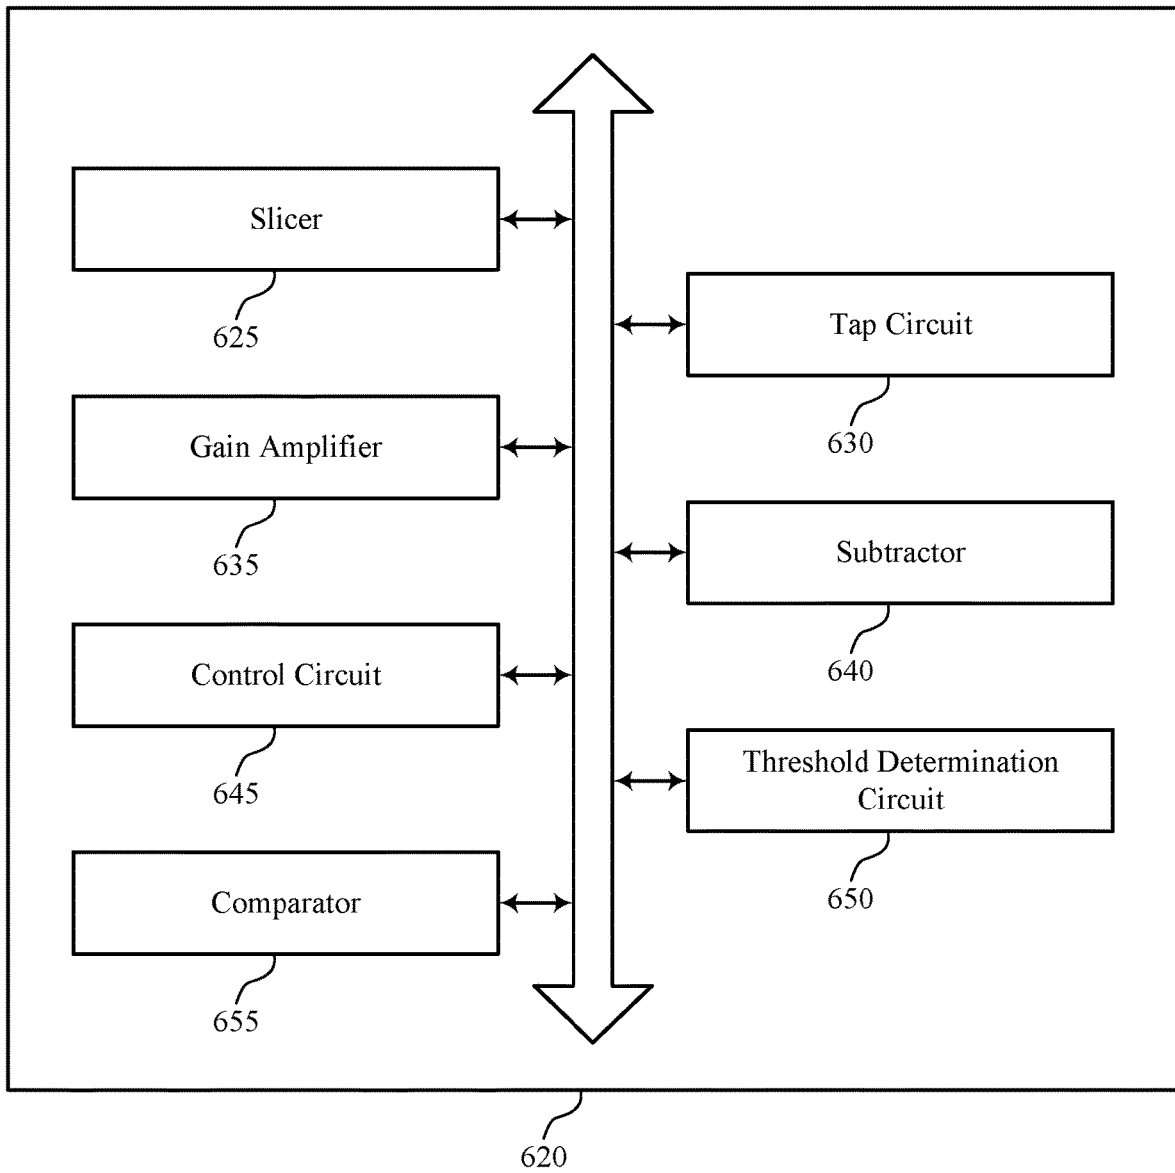 Slicer
625
Tap Circuit
630
Gain Amplifier
635
Subtractor
640
Control Circuit
645
Threshold Determination
Circuit
650
Comparator
655
620